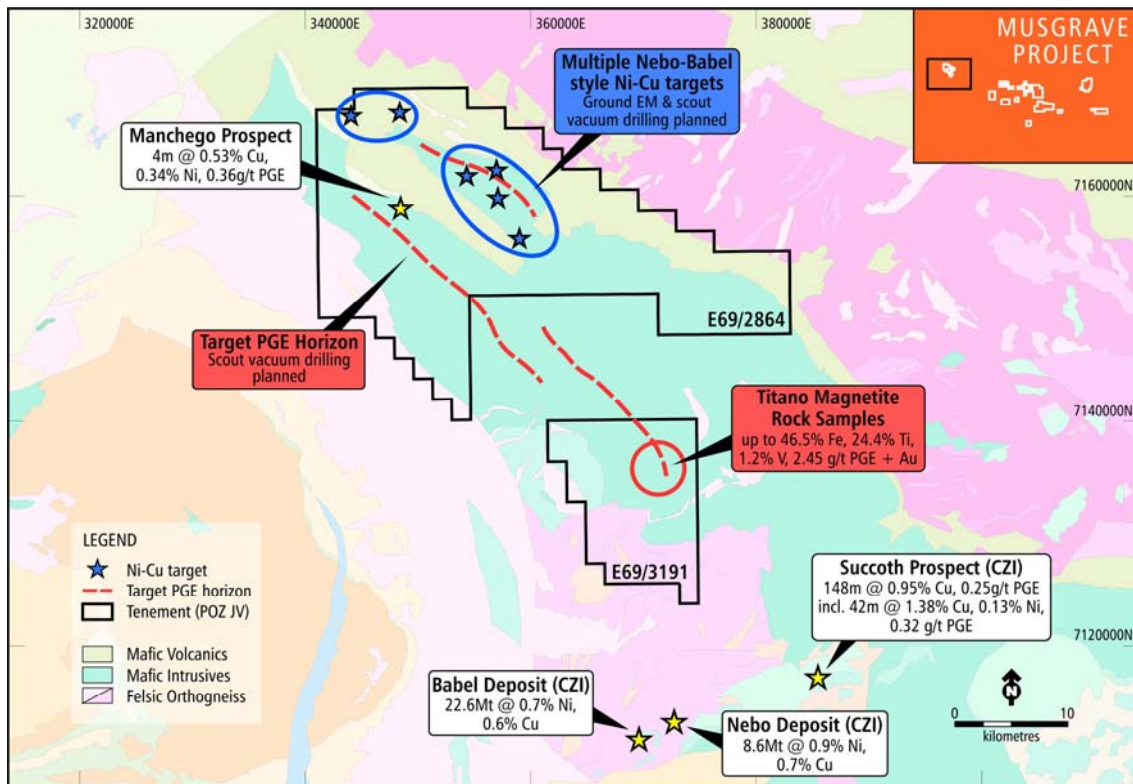 320000E
340000E
360000E
380000E
MUSGRAVE
PROJECT
Multiple Nebo-Babel
style Ni-Cu targets
Ground EM & scout
vacuum drilling planned
Manchego Prospect
4m @ 0.53% Cu,
0.34% Ni, 0.36g/t PGE
7160000N
E69/2864
Target PGE Horizon
Scout vacuum drilling
planned
Titano Magnetite
Rock Samples
up to 46.5% Fe, 24.4% Ti,
1.2% V, 2.45 g/t PGE + Au
7140000N
LEGEND
Ni-Cu target
Target PGE horizon
Tenement (POZ JV)
Mafic Volcanics
Mafic Intrusives
Felsic Orthogneiss
E69/3191
Succoth Prospect (CZI)
148m @ 0.95% Cu, 0.25g/t PGE
incl. 42m @ 1.38% Cu, 0.13% Ni,
0.32 g/t PGE
7120000N
Babel Deposit (CZI)
22.6Mt @ 0.7% Ni,
0.6% Cu
Nebo Deposit (CZI)
8.6Mt @ 0.9% Ni,
0.7% Cu
N
0 10
kilometres